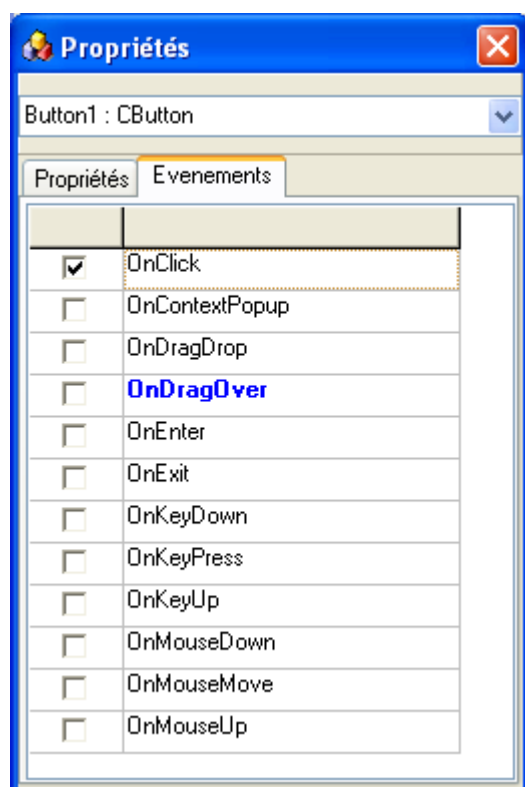 Propriétés
Button1 : CButton
Propriétés Evenements
OnClick
OnContextPopup
OnDragDrop
OnDragOver
OnEnter
OnExit
OnKeyDown
OnKeyPress
OnKeyUp
OnMouseDown
OnMouseMove
OnMouseUp